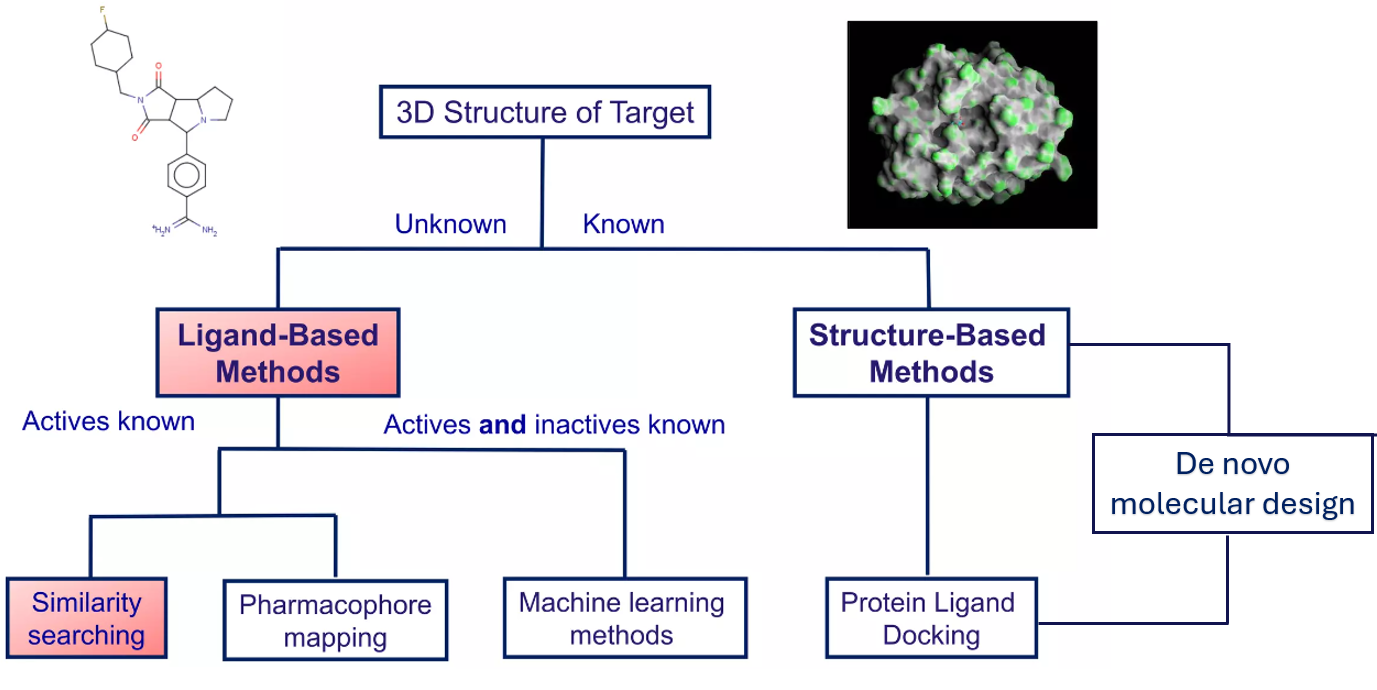 F
O
N
O
N
⁺H₂N
NH₂
3D Structure of Target
Unknown
Known
Ligand-Based
Methods
Structure-Based
Methods
Actives known
Actives and inactives known
De novo
molecular design
Similarity
searching
Pharmacophore
mapping
Machine learning
methods
Protein Ligand
Docking